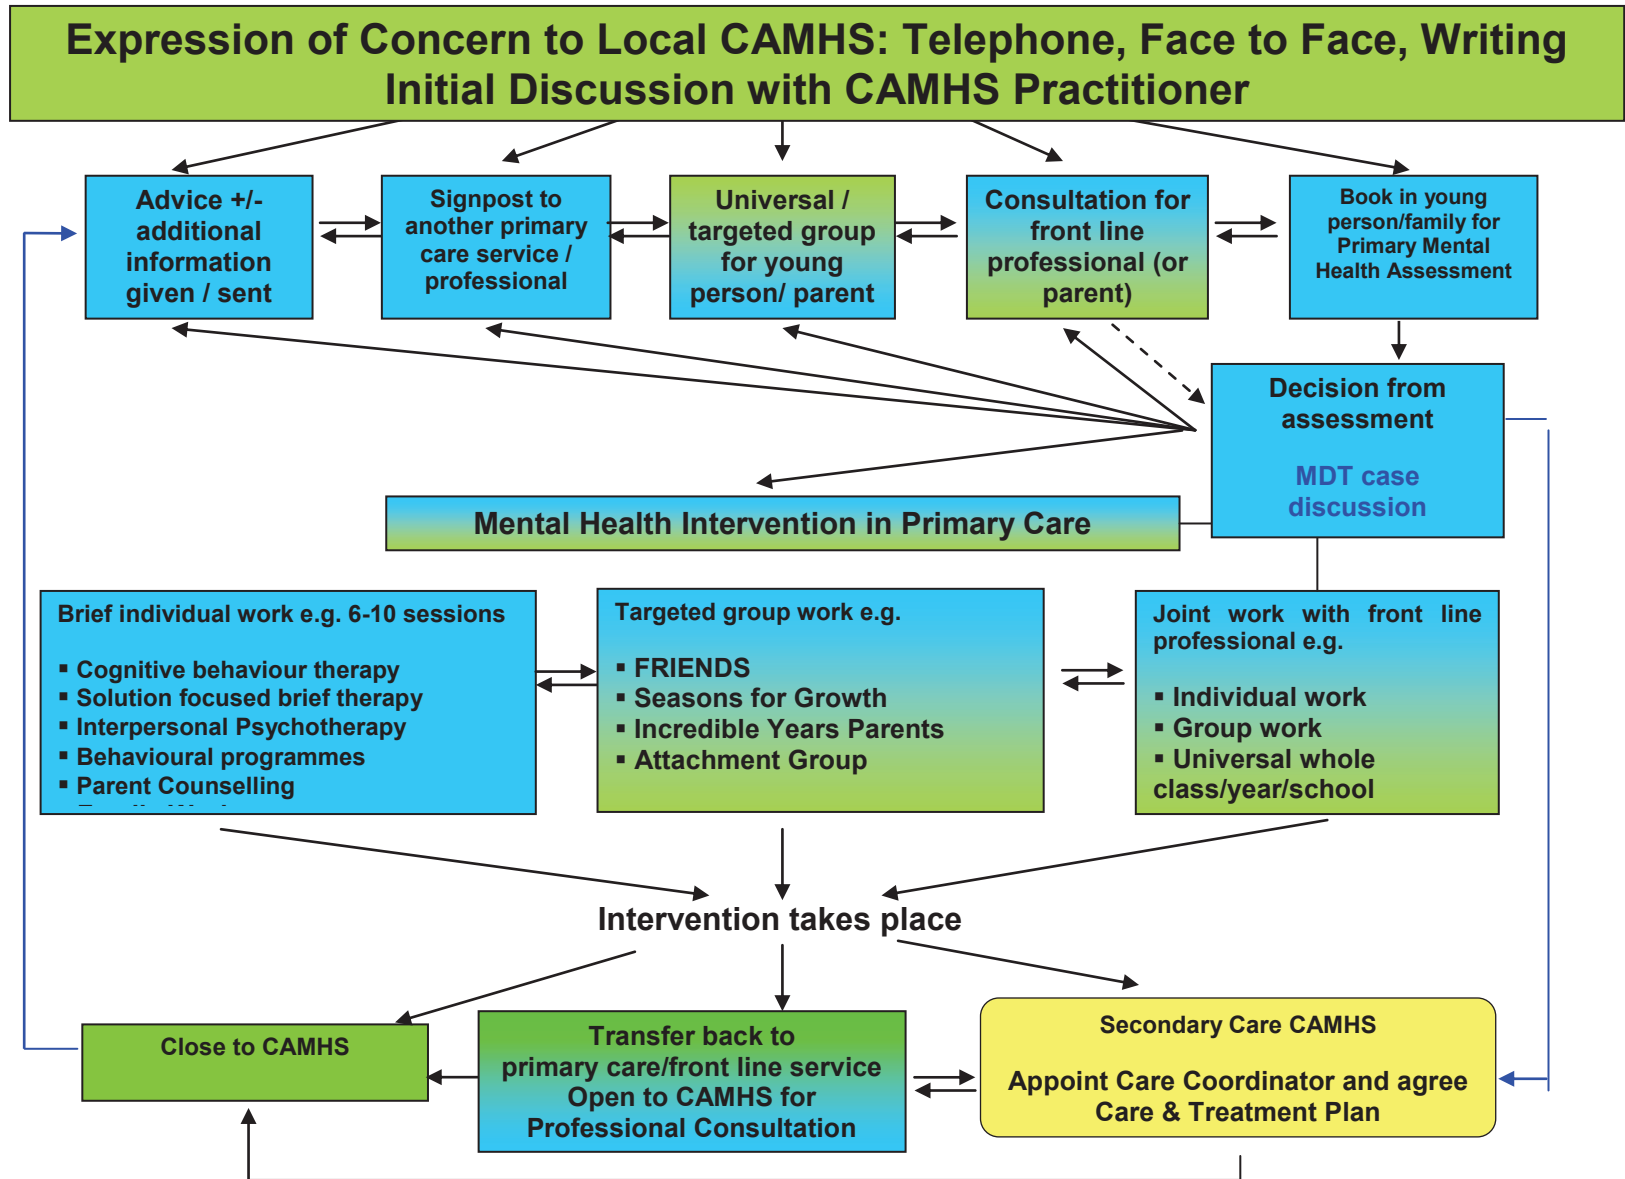 Expression of Concern to Local CAMHS: Telephone, Face to Face, Writing
Initial Discussion with CAMHS Practitioner
Advice +/-
additional
information
given / sent
Signpost to
another primary
care service /
professional
Universal /
targeted group
for young
person/ parent
Consultation for
front line
professional (or
parent)
Book in young
person/family for
Primary Mental
Health Assessment
Decision from
assessment
MDT case
discussion
Mental Health Intervention in Primary Care
Brief individual work e.g. 6-10 sessions
▪ Cognitive behaviour therapy
▪ Solution focused brief therapy
▪ Interpersonal Psychotherapy
▪ Behavioural programmes
▪ Parent Counselling
Targeted group work e.g.
▪ FRIENDS
▪ Seasons for Growth
▪ Incredible Years Parents
▪ Attachment Group
Joint work with front line
professional e.g.
▪ Individual work
▪ Group work
▪ Universal whole
class/year/school
Intervention takes place
Close to CAMHS
Transfer back to
primary care/front line service
Open to CAMHS for
Professional Consultation
Secondary Care CAMHS
Appoint Care Coordinator and agree
Care & Treatment Plan